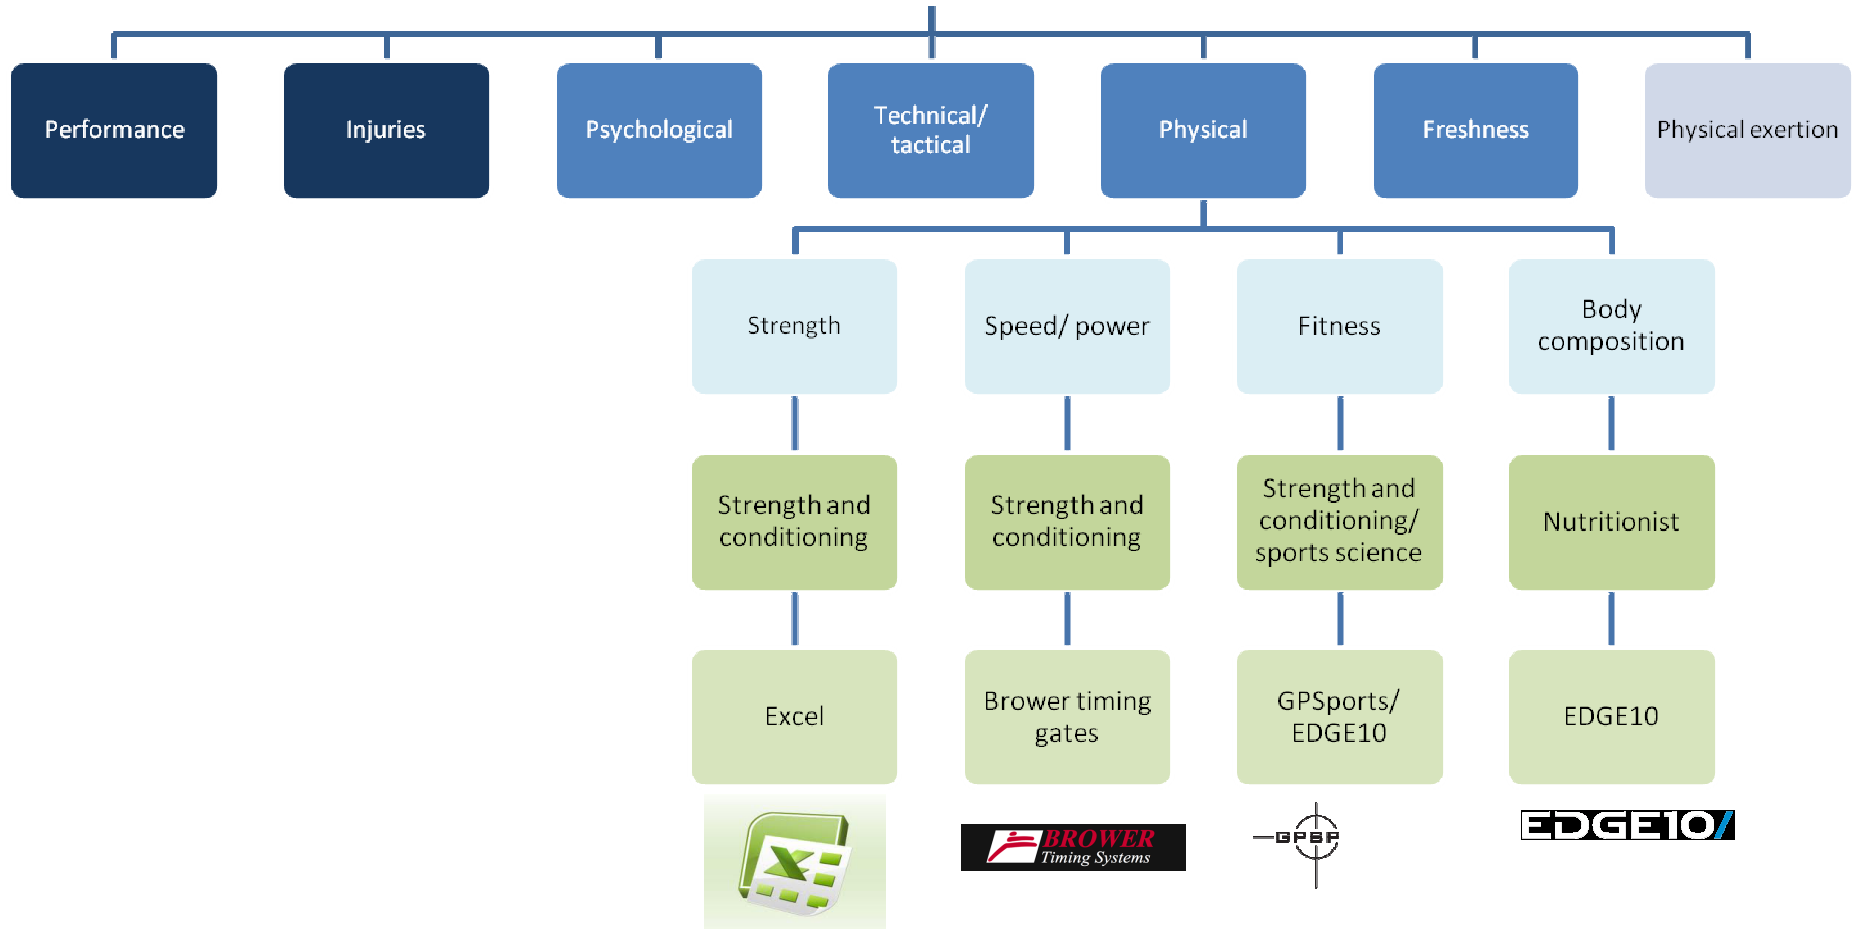 Performance
Injuries
Psychological
Technical/
tactical
Physical
Freshness
Physical exertion
Strength
Speed/ power
Fitness
Body
composition
Strength and
conditioning
Strength and
conditioning
Strength and
conditioning/
sports science
Nutritionist
Excel
Brower timing
gates
GPSports/
EDGE10
EDGE10
X
BROWER
Timing Systems
GPSP
EDGE10/